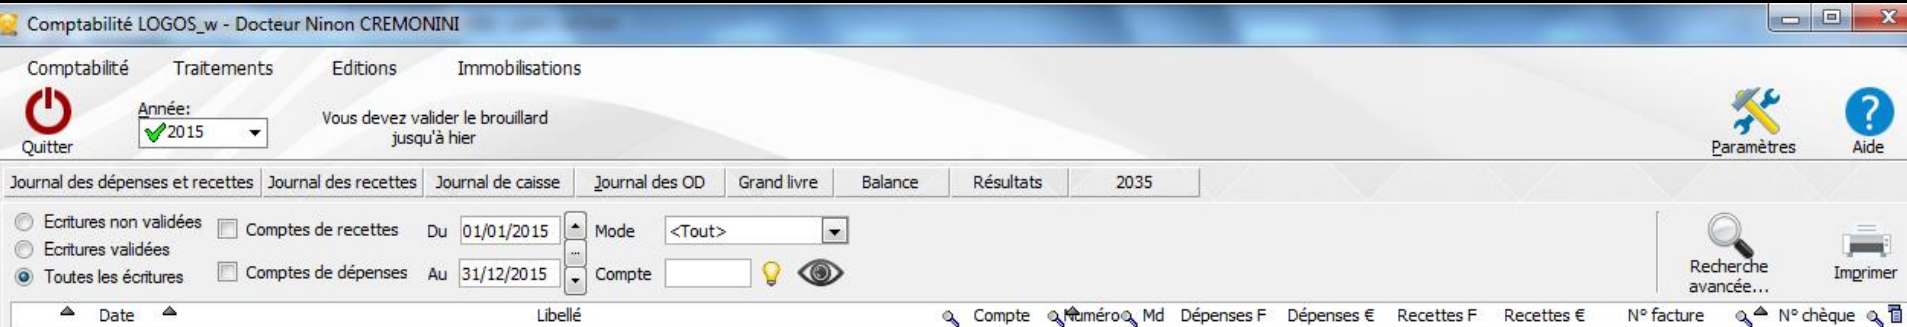 Comptabilité LOGOS_w - Docteur Ninon CREMONINI
Comptabilité Traitements Editions Immobilisations
Quitter
Année:
2015
Vous devez valider le brouillard
jusqu'à hier
Paramètres
Aide
Journal des dépenses et recettes Journal des recettes Journal de caisse Journal des OD Grand livre Balance Résultats 2035
Ecritures non validées
Ecritures validées
Toutes les écritures
Comptes de recettes
Comptes de dépenses
Du 01/01/2015
Au 31/12/2015
...
Mode <Tout>
Compte
Recherche
avancée...
Imprimer
Date Libellé Compte Numéro Md Dépenses F Dépenses € Recettes F Recettes € N° facture N° chèque